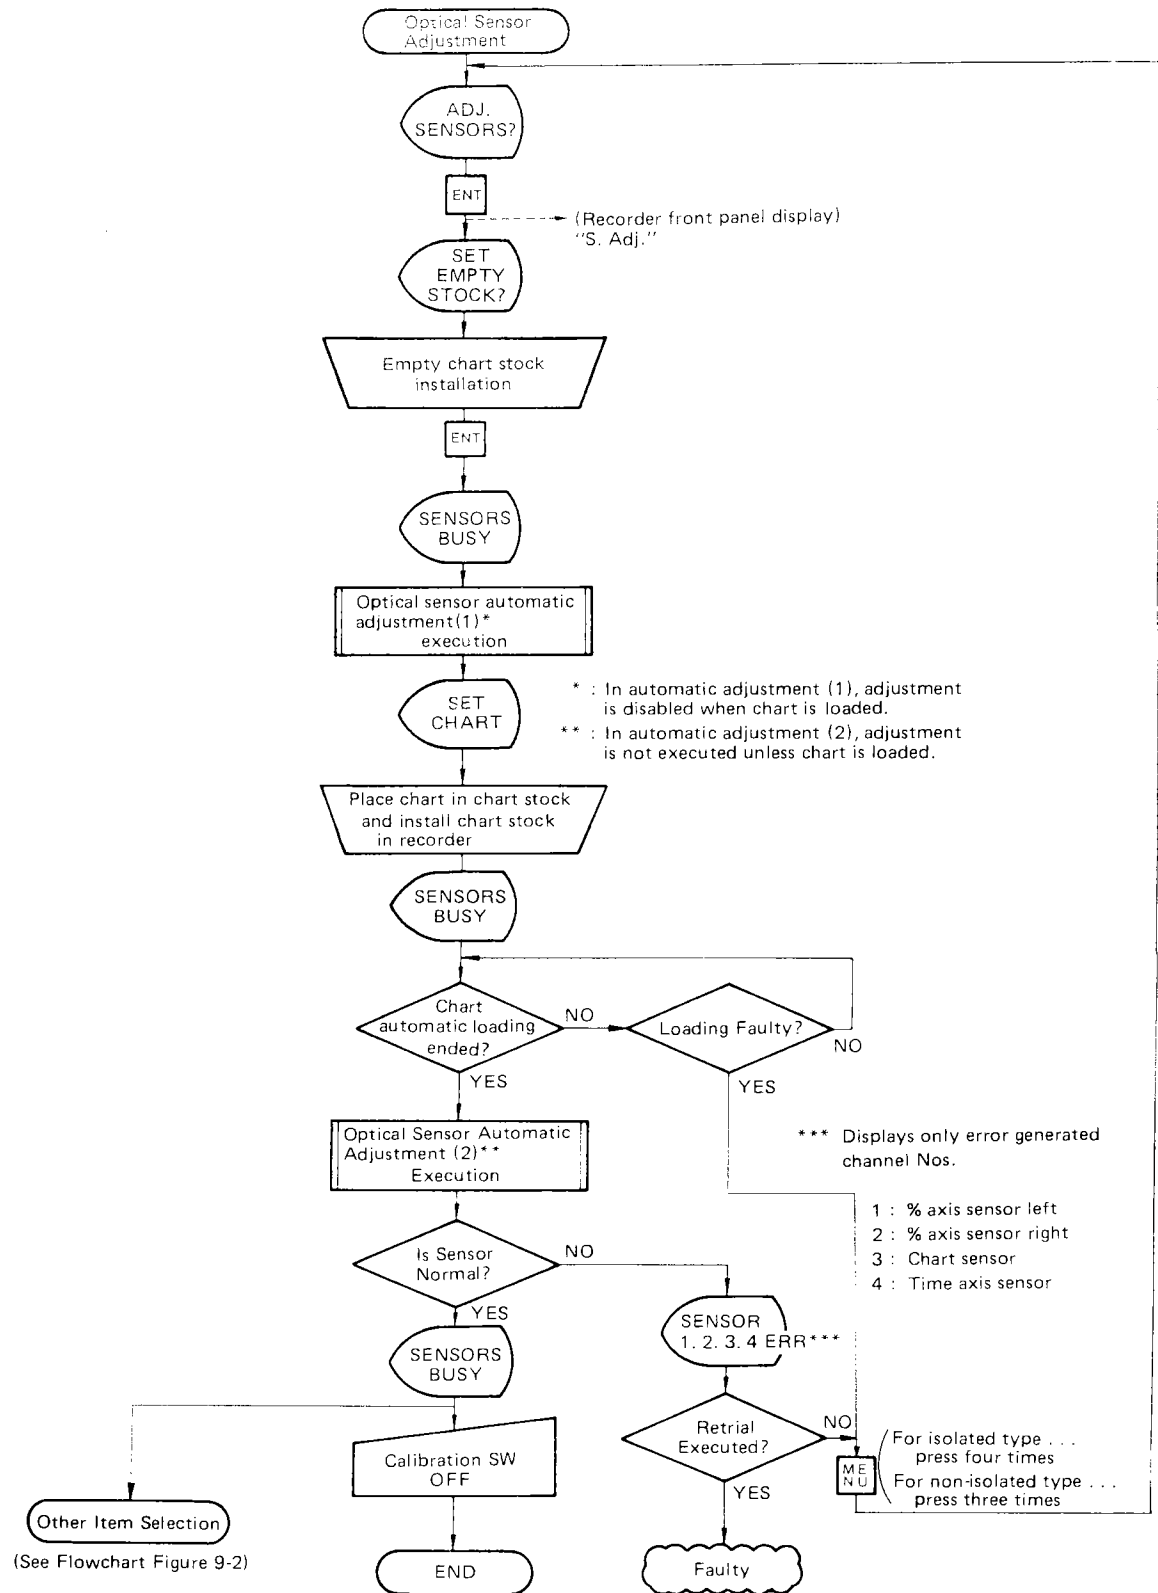 Optical Sensor
Adjustment
ADJ.
SENSORS?
ENT
(Recorder front panel display)
"S. Adj."
SET
EMPTY
STOCK?
Empty chart stock
installation
ENT
SENSORS
BUSY
Optical sensor automatic
adjustment(1)*
execution
SET
CHART
* : In automatic adjustment (1), adjustment
is disabled when chart is loaded.
** : In automatic adjustment (2), adjustment
is not executed unless chart is loaded.
Place chart in chart stock
and install chart stock
in recorder
SENSORS
BUSY
Chart
automatic loading
ended?
NO
Loading Faulty?
NO
YES
YES
Optical Sensor Automatic
Adjustment (2)**
Execution
*** Displays only error generated
channel Nos.
1 : % axis sensor left
2 : % axis sensor right
3 : Chart sensor
4 : Time axis sensor
Is Sensor
Normal?
NO
YES
SENSOR
1. 2. 3. 4 ERR***
SENSORS
BUSY
Retrial
Executed?
NO
YES
ME
NU
For isolated type . . .
press four times
For non-isolated type . . .
press three times
Calibration SW
OFF
Other Item Selection
(See Flowchart Figure 9-2)
END
Faulty